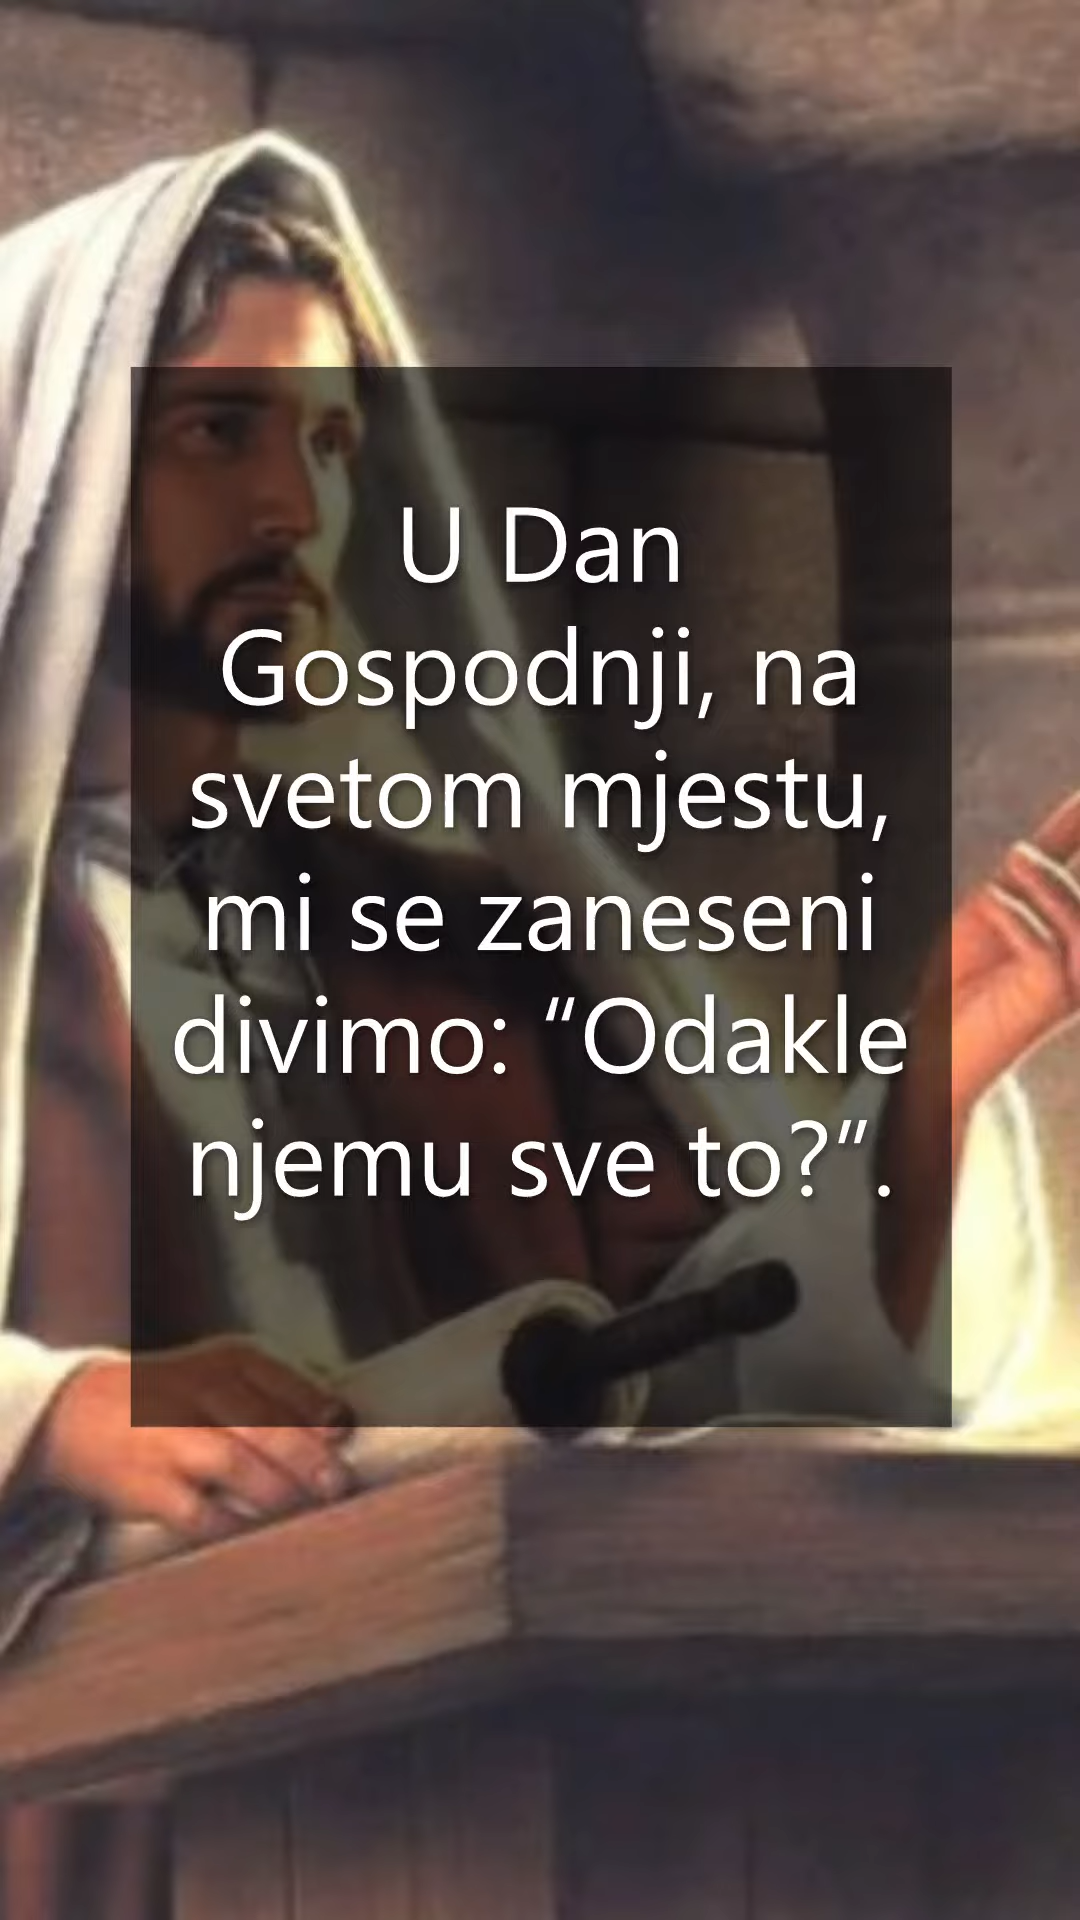 U Dan
Gospodnji, na
svetom mjestu,
mi se zaneseni
divimo: “Odakle
njemu sve to?”.